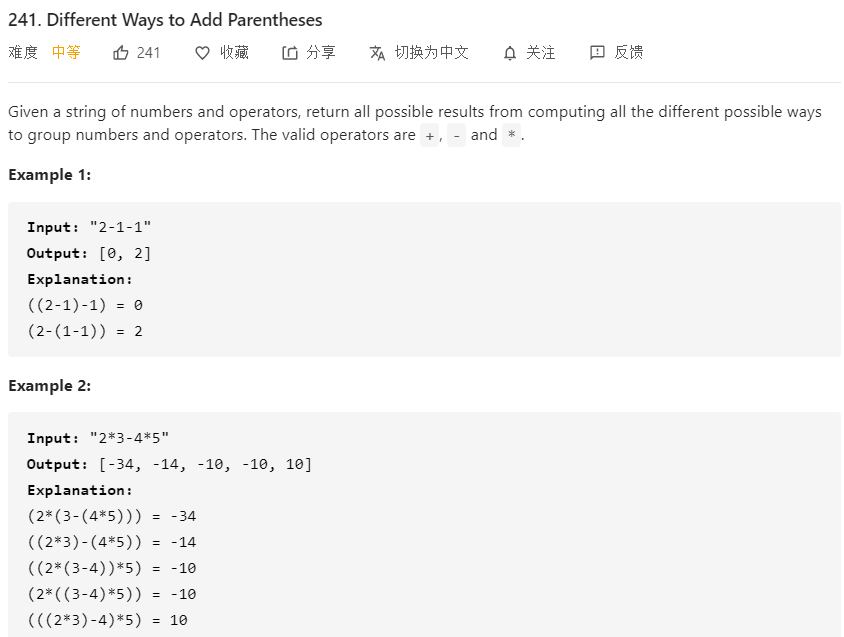 241. Different Ways to Add Parentheses
难度 中等 241 收藏 分享 切换为中文 关注 反馈
Given a string of numbers and operators, return all possible results from computing all the different possible ways
to group numbers and operators. The valid operators are +, - and *.
Example 1:
Input: "2-1-1"
Output: [0, 2]
Explanation:
((2-1)-1) = 0
(2-(1-1)) = 2
Example 2:
Input: "2*3-4*5"
Output: [-34, -14, -10, -10, 10]
Explanation:
(2*(3-(4*5))) = -34
((2*3)-(4*5)) = -14
((2*(3-4))*5) = -10
(2*((3-4)*5)) = -10
(((2*3)-4)*5) = 10